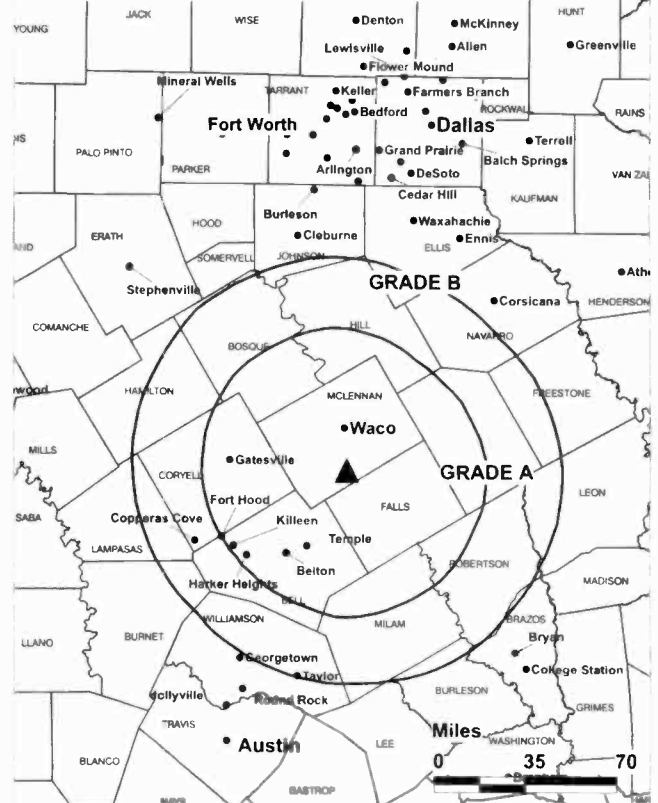 JACK
WISE
HUNT
YOUNG
Denton
McKinney
Lewisville
Allen
Greenville
Flower Mound
Mineral Wells
TARRANT
Keller
Farmers Branch
ROCKWALL
Bedford
RAINS
Fort Worth
Dallas
Terrell
PALO PINTO
PARKER
Grand Prairie
Balch Springs
Arlington
DeSoto
VAN ZAL
Cedar Hill
KAUFMAN
Burleson
HOOD
Waxahachie
ERATH
Cleburne
ELLIS
Ennis
SOMERVELL
JOHNSON
Athe
GRADE B
Stephenville
Corsicana
HENDERSON
COMANCHE
HILL
NAVARRO
BOSQUE
HAMILTON
MCLENNAN
FREESTONE
Waco
MILLS
Gatesville
CORYELL
GRADE A
Fort Hood
LEON
SABA
Copperas Cove
Killeen
FALLS
Temple
LAMPASAS
Belton
ROBERTSON
Harker Heights
MADISON
BELL
WILLIAMSON
BRAZOS
LLANO
BURNET
MILAM
Bryan
Georgetown
College Station
Taylor
BURLESON
Round Rock
GRIMES
TRAVIS
Miles
WASHINGTON
Austin
LEE
BLANCO
0 35 70
BASTROP